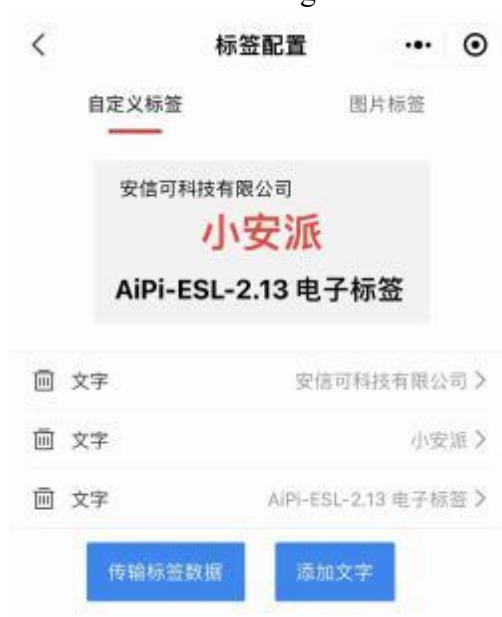 标签配置
自定义标签 图片标签
安信可科技有限公司
小安派
AiPi-ESL-2.13 电子标签
文字 安信可科技有限公司
文字 小安派
文字 AiPi-ESL-2.13 电子标签
传输标签数据 添加文字